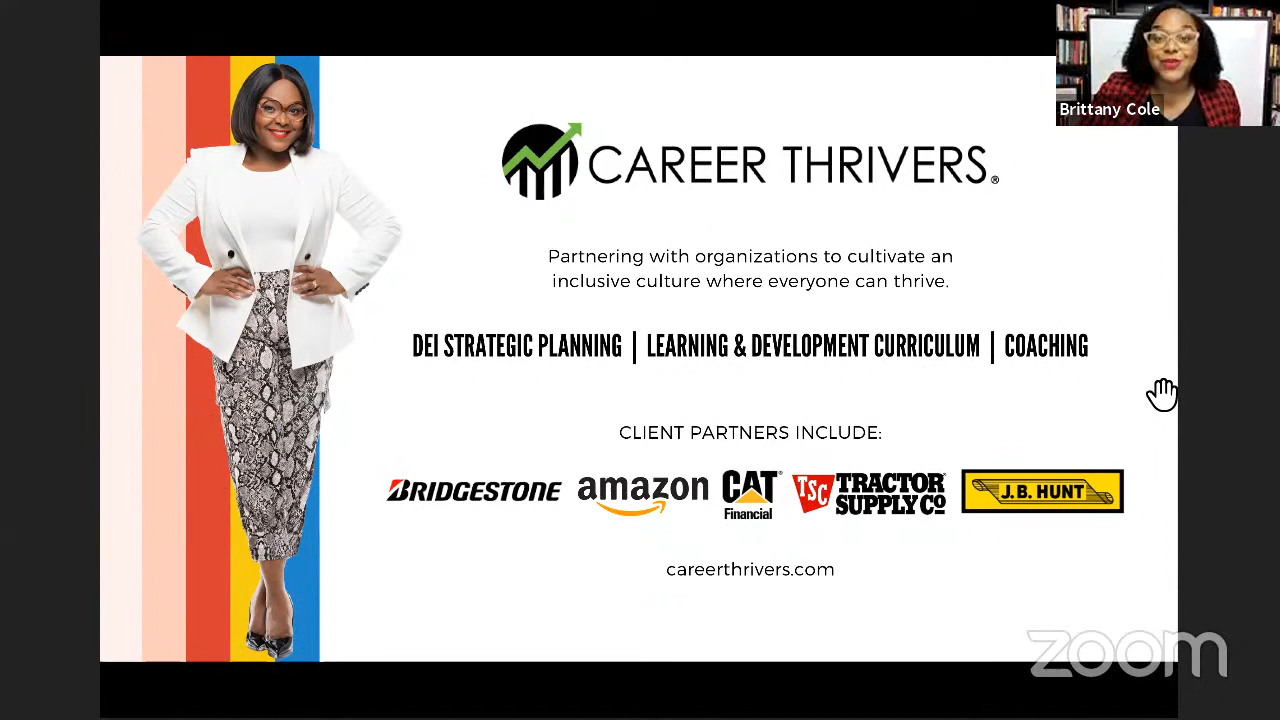 Brittany Cole
CAREER THRIVERS®
Partnering with organizations to cultivate an
inclusive culture where everyone can thrive.
DEI STRATEGIC PLANNING | LEARNING & DEVELOPMENT CURRICULUM | COACHING
CLIENT PARTNERS INCLUDE:
BRIDGESTONE
amazon
CAT®
Financial
TSC
TRACTOR
SUPPLY CO
J.B. HUNT
careerthrivers.com
zoom